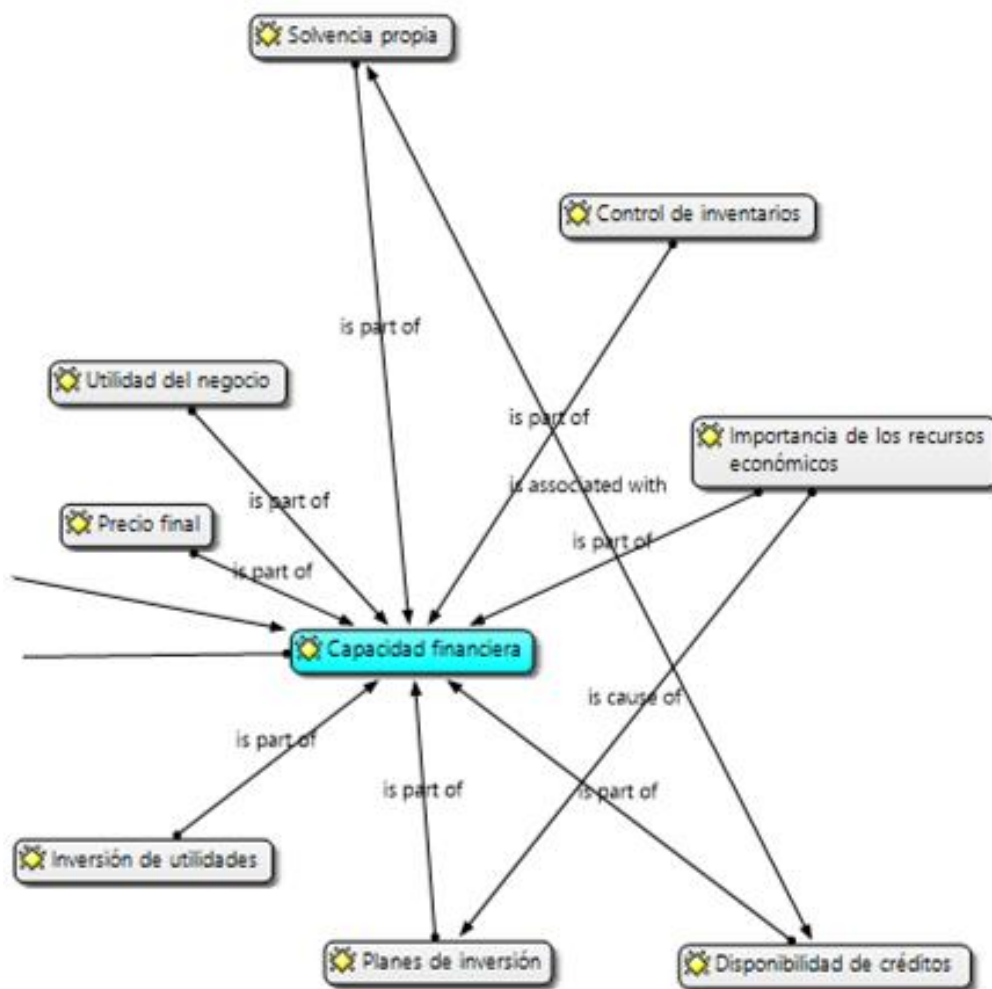 Solvencia propia
Control de inventarios
is part of
Utilidad del negocio
is part of
Importancia de los recursos
económicos
is associated with
is part of
Precio final
is part of
is part of
Capacidad financiera
is cause of
is part of
is part of
is part of
Inversión de utilidades
Planes de inversión
Disponibilidad de créditos